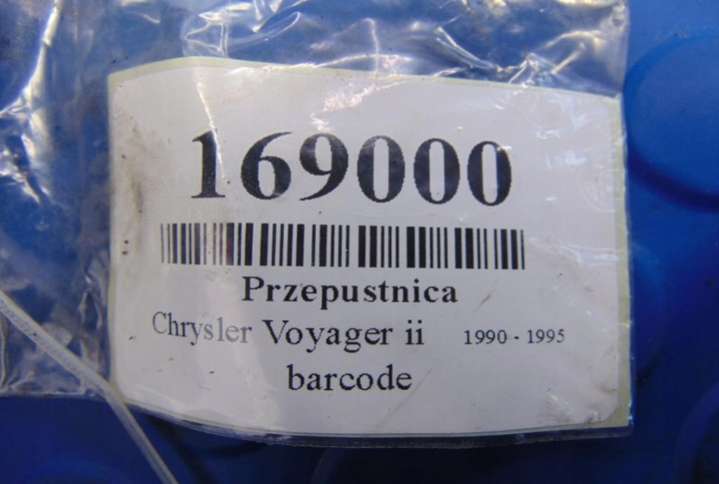 169000
Przepustnica
Chrysler Voyager ii 1990 - 1995
barcode